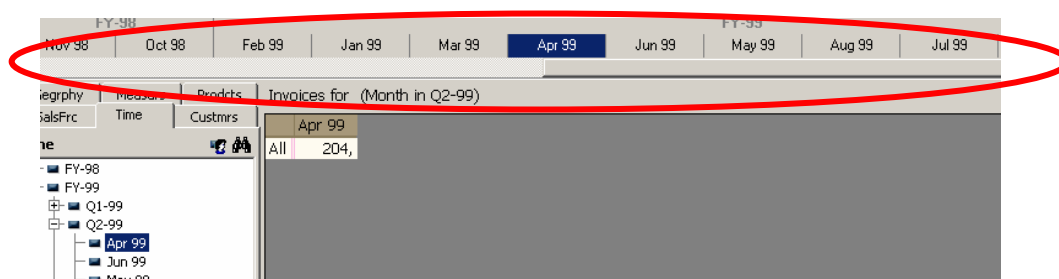 FY-98 FY-99
Nov 98 Oct 98 Feb 99 Jan 99 Mar 99 Apr 99 Jun 99 May 99 Aug 99 Jul 99
Measure Prodcts Invoices for (Month in Q2-99)
SalsFrc Time Custmrs
Apr 99
All 204,
FY-98
FY-99
Q1-99
Q2-99
Apr 99
Jun 99
May 99